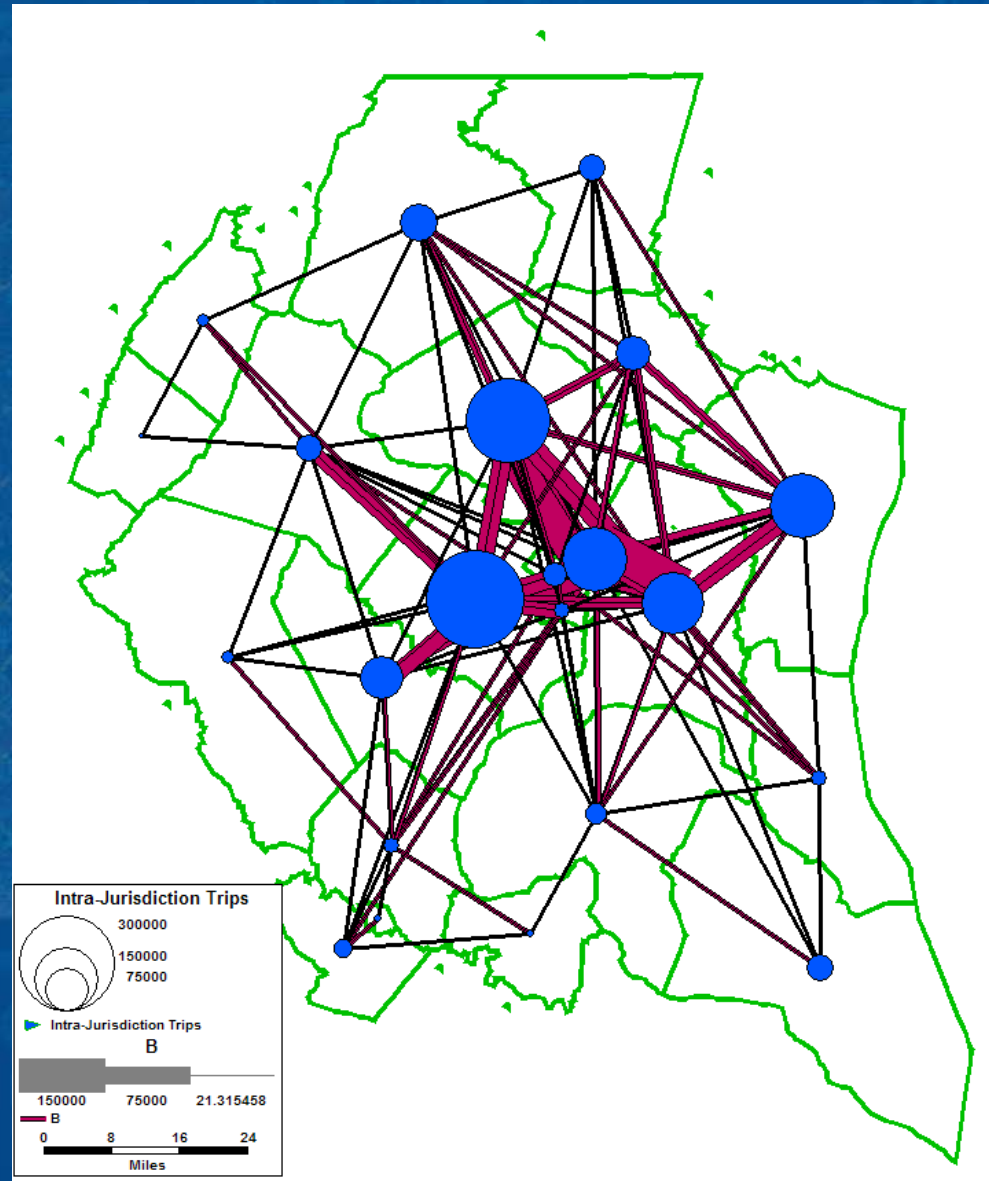 Intra-Jurisdiction Trips
300000
150000
75000
Intra-Jurisdiction Trips
B
150000 75000 21.315458
B
0 8 16 24
Miles